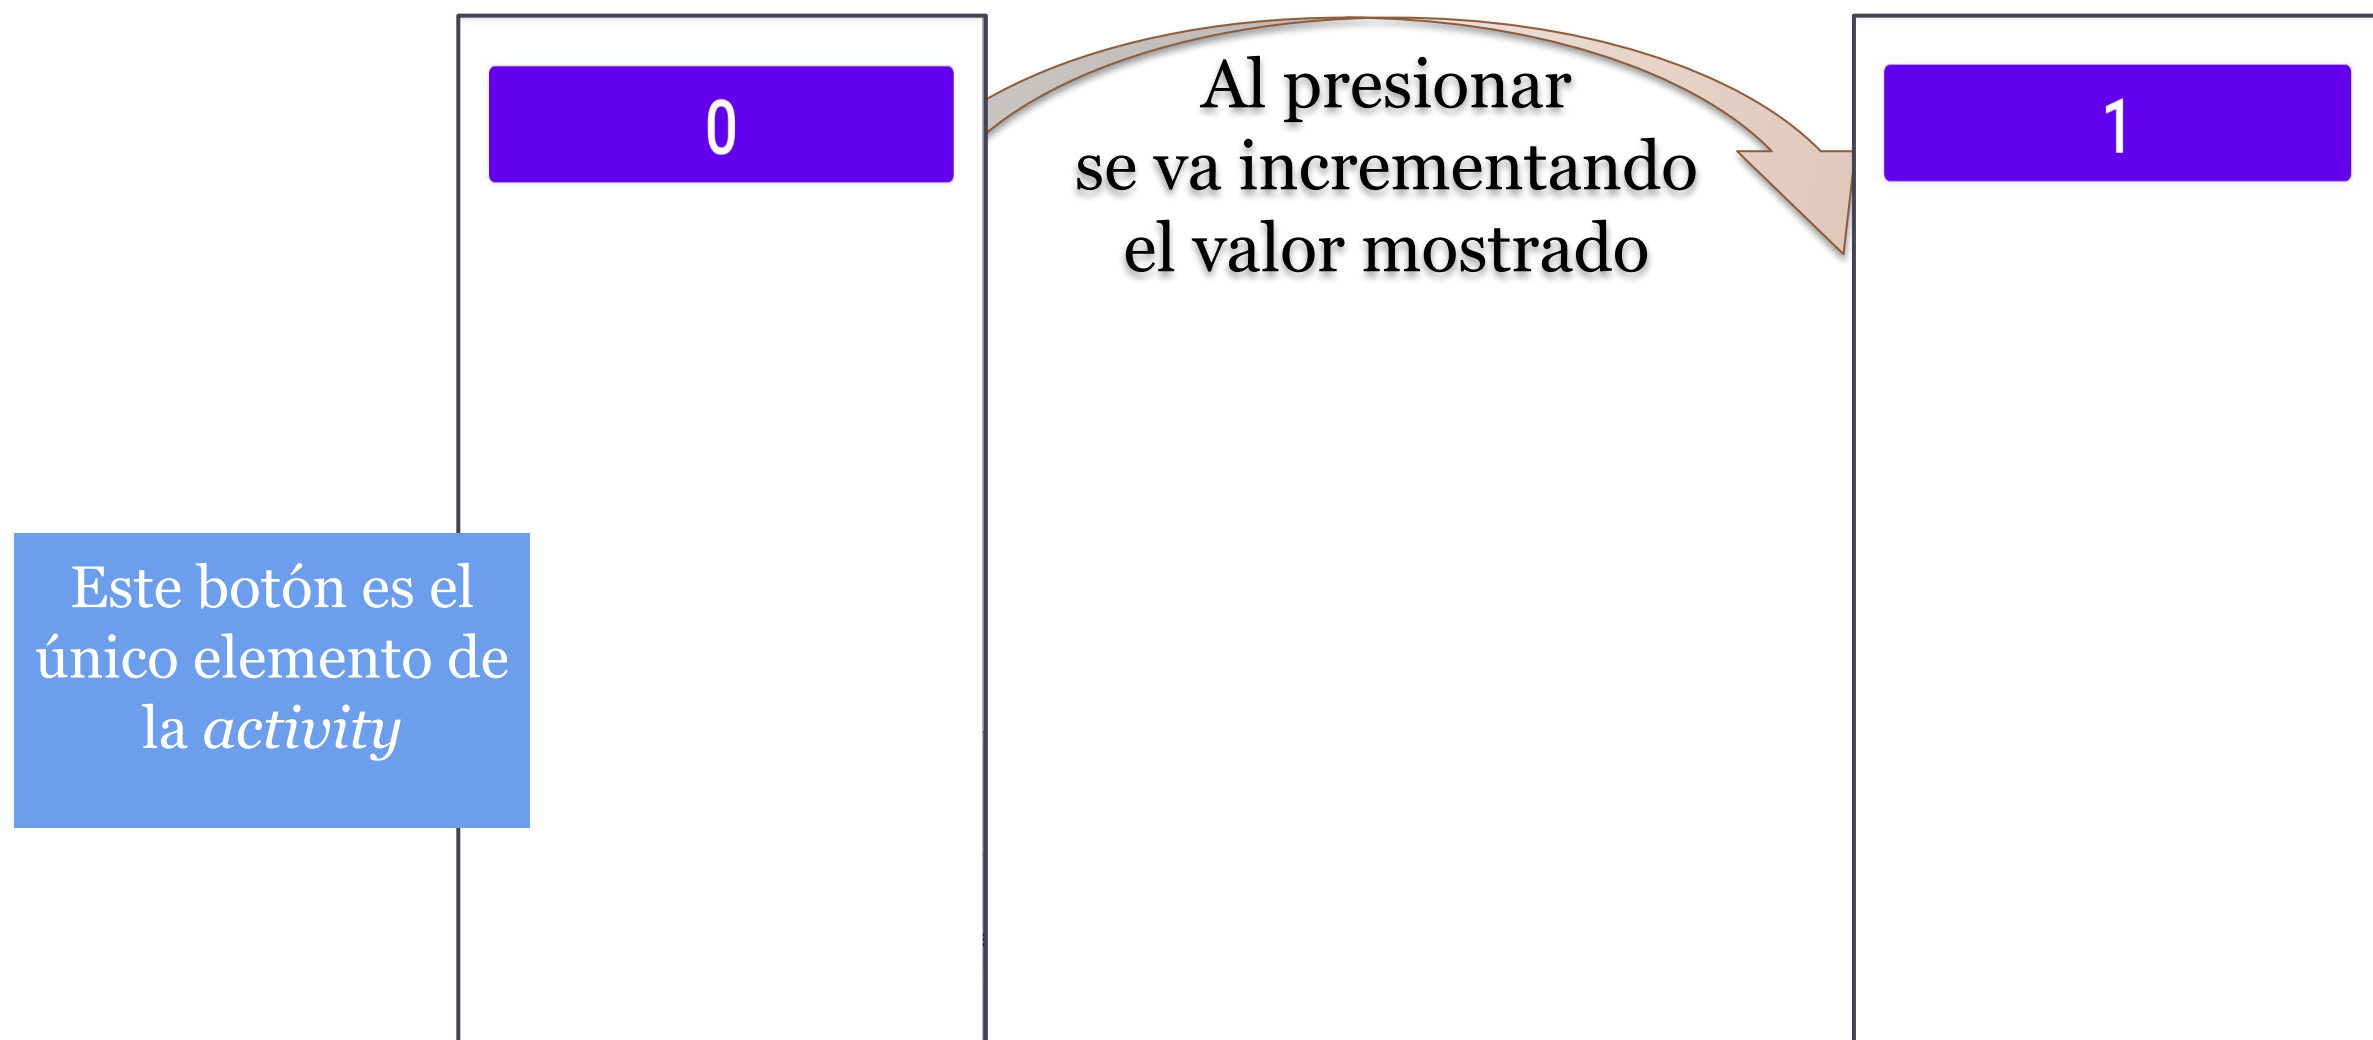 0
Al presionar
se va incrementando
el valor mostrado
1
Este botón es el
único elemento de
la activity